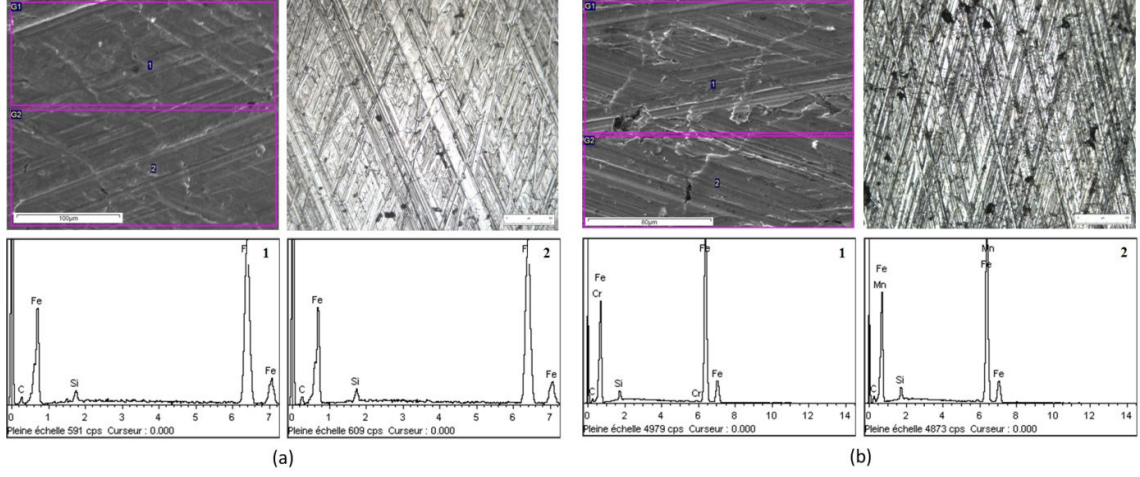 G1
1
G2
2
100µm
G1
1
G2
2
60µm
1
F
Fe
C
Si
Fe
1 2 3 4 5 6 7
Pleine échelle 591 cps Curseur : 0.000
2
F
Fe
C
Si
Fe
1 2 3 4 5 6 7
Pleine échelle 609 cps Curseur : 0.000
1
Fe
Fe
Cr
C
Si
Cr
Fe
0 2 4 6 8 10 12 14
Pleine échelle 4979 cps Curseur : 0.000
2
Mn
Fe
Fe
Mn
C
Si
Fe
0 2 4 6 8 10 12 14
Pleine échelle 4873 cps Curseur : 0.000
(a)
(b)